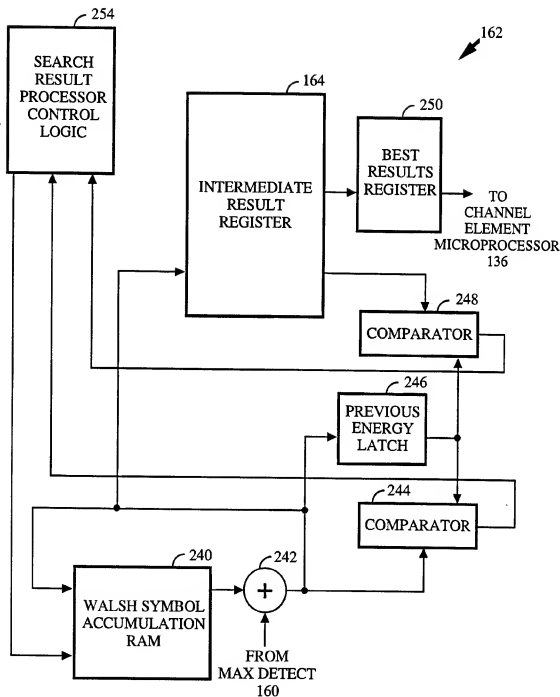 254
162
SEARCH
RESULT
PROCESSOR
CONTROL
LOGIC
164
INTERMEDIATE
RESULT
REGISTER
250
BEST
RESULTS
REGISTER
TO
CHANNEL
ELEMENT
MICROPROCESSOR
136
248
COMPARATOR
246
PREVIOUS
ENERGY
LATCH
244
COMPARATOR
240
WALSH SYMBOL
ACCUMULATION
RAM
242
+
FROM
MAX DETECT
160